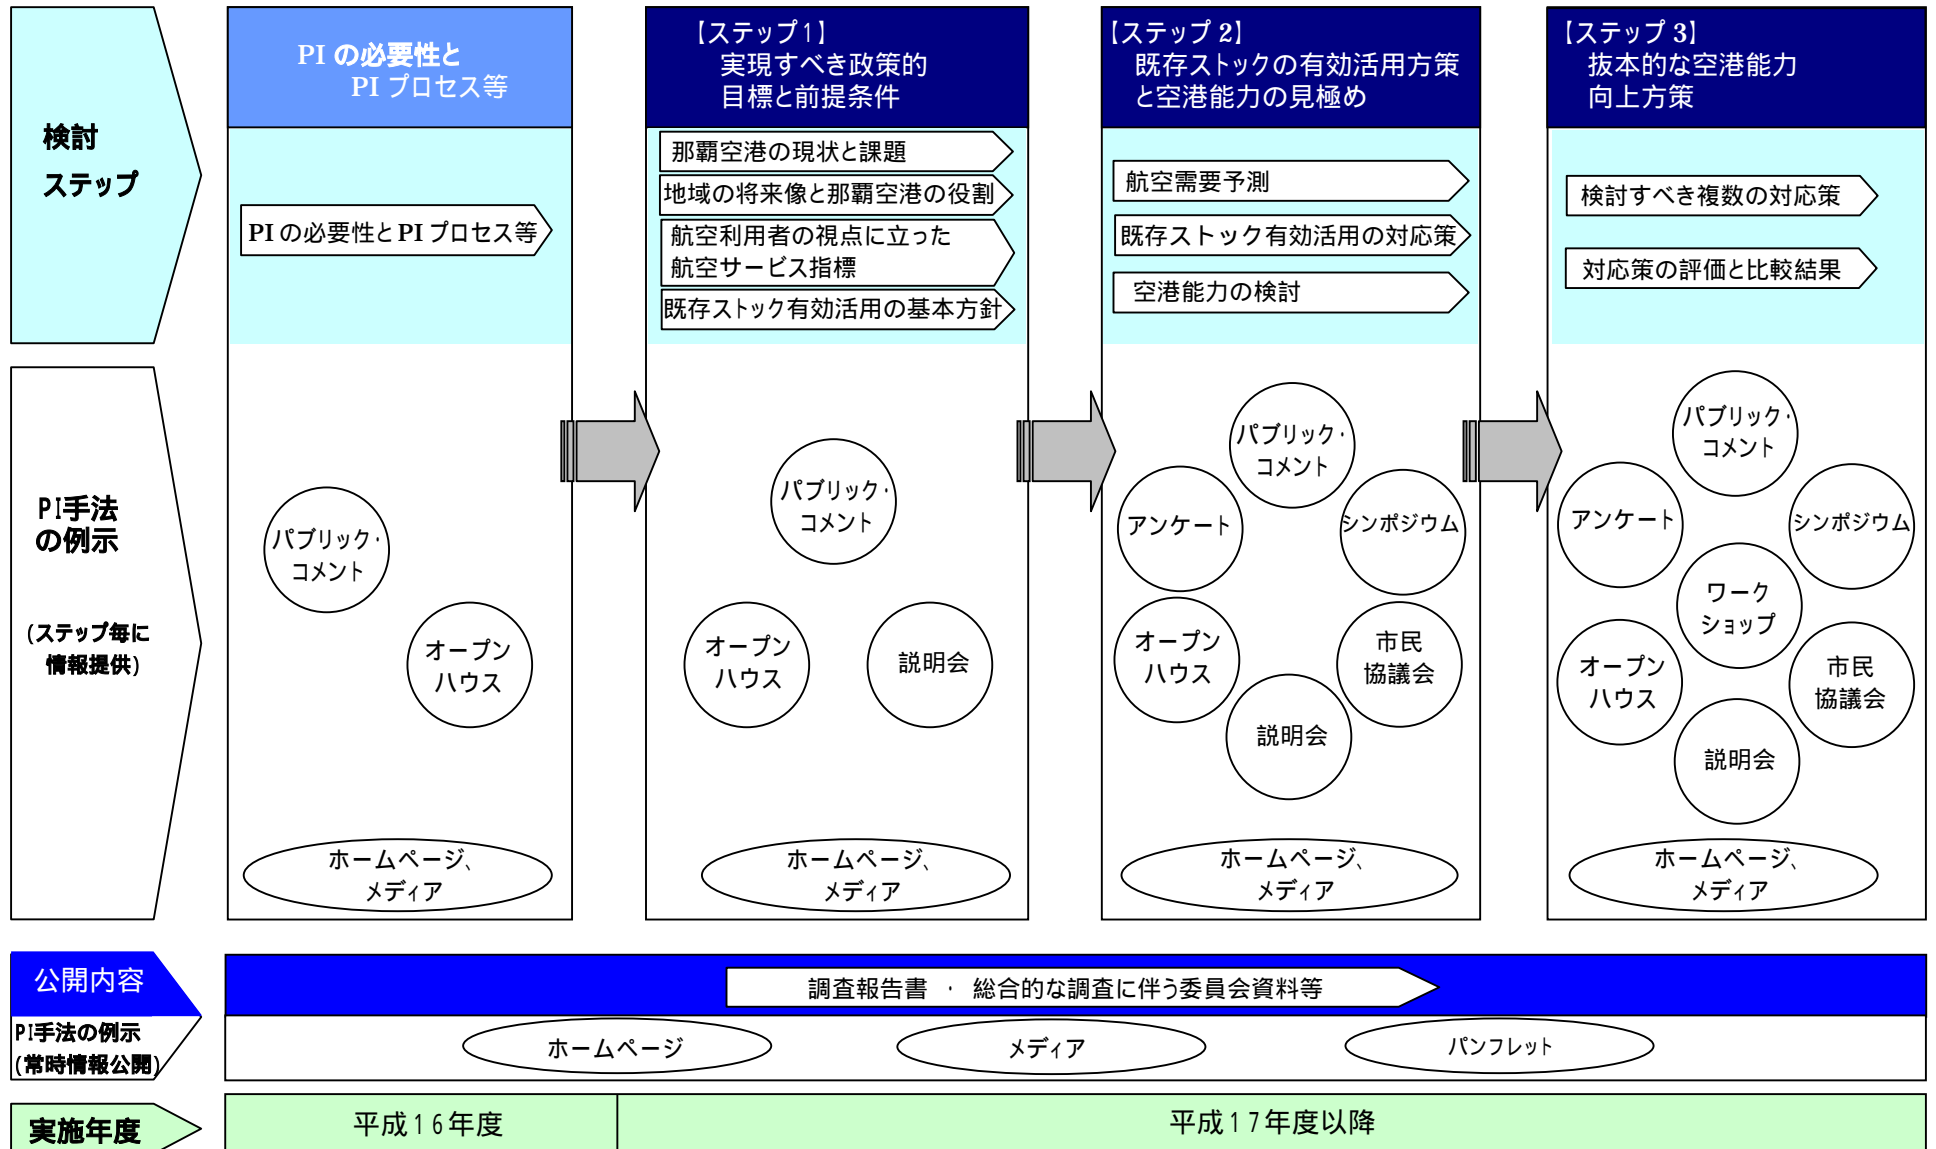 検討
ステップ
PI の必要性と
PI プロセス等
PI の必要性とPI プロセス等
【ステップ1】
実現すべき政策的
目標と前提条件
那覇空港の現状と課題
地域の将来像と那覇空港の役割
航空利用者の視点に立った
航空サービス指標
既存ストック有効活用の基本方針
【ステップ 2】
既存ストックの有効活用方策
と空港能力の見極め
航空需要予測
既存ストック有効活用の対応策
空港能力の検討
【ステップ 3】
抜本的な空港能力
向上方策
検討すべき複数の対応策
対応策の評価と比較結果
PI手法
の例示
(ステップ毎に
情報提供)
パブリック・
コメント
オープン
ハウス
ホームページ、
メディア
パブリック・
コメント
オープン
ハウス
説明会
ホームページ、
メディア
パブリック・
コメント
アンケート
シンポジウム
オープン
ハウス
市民
協議会
説明会
ホームページ、
メディア
パブリック・
コメント
アンケート
シンポジウム
ワーク
ショップ
オープン
ハウス
市民
協議会
説明会
ホームページ、
メディア
公開内容
調査報告書 ・ 総合的な調査に伴う委員会資料等
PI手法の例示
(常時情報公開)
ホームページ
メディア
パンフレット
実施年度
平成16年度
平成17年度以降